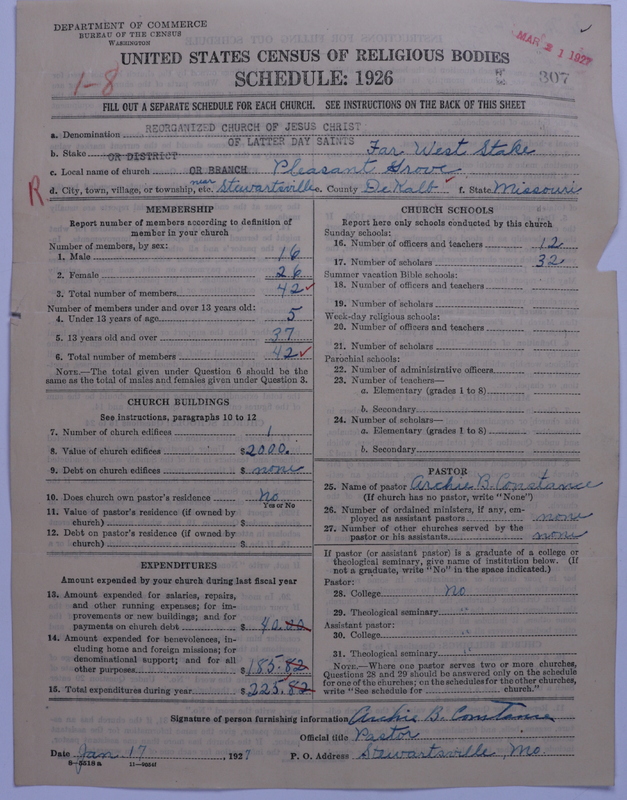 DEPARTMENT OF COMMERCE
BUREAU OF THE CENSUS
WASHINGTON
MAR 21 1927
UNITED STATES CENSUS OF RELIGIOUS BODIES
1-8
SCHEDULE: 1926
307
FILL OUT A SEPARATE SCHEDULE FOR EACH CHURCH. SEE INSTRUCTIONS ON THE BACK OF THIS SHEET
a. Denomination REORGANIZED CHURCH OF JESUS CHRIST
OF LATTER DAY SAINTS
b. Stake OR DISTRICT Far West Stake
c. Local name of church OR BRANCH Pleasant Grove
R d. City, town, village, or township, etc. near Stewartsville e. County DeKalb f. State Missouri
MEMBERSHIP
Report number of members according to definition of
member in your church
Number of members, by sex:
1. Male 16
2. Female 26
3. Total number of members 42
Number of members under and over 13 years old:
4. Under 13 years of age 5
5. 13 years old and over 37
6. Total number of members 42
NOTE.—The total given under Question 6 should be
same as the total of males and females given under Question 3.
CHURCH BUILDINGS
See instructions, paragraphs 10 to 12
7. Number of church edifices 1
8. Value of church edifices $2000.
9. Debt on church edifices $ none
10. Does church own pastor's residence No
Yes or No
11. Value of pastor's residence (if owned by
church) $
12. Debt on pastor's residence (if owned by
church) $
EXPENDITURES
Amount expended by your church during last fiscal year
13. Amount expended for salaries, repairs,
and other running expenses; for im-
provements or new buildings; and for
payments on church debt $ 40.00
14. Amount expended for benevolences, in-
cluding home and foreign missions; for
denominational support; and for all
other purposes $185.82
15. Total expenditures during year $225.82
CHURCH SCHOOLS
Report here only schools conducted by this church
Sunday schools:
16. Number of officers and teachers 12
17. Number of scholars 32
Summer vacation Bible schools:
18. Number of officers and teachers
19. Number of scholars
Week-day religious schools:
20. Number of officers and teachers
21. Number of scholars
Parochial schools:
22. Number of administrative officers
23. Number of teachers—
a. Elementary (grades 1 to 8)
b. Secondary
24. Number of scholars—
a. Elementary (grades 1 to 8)
b. Secondary
PASTOR
25. Name of pastor Archie B. Constance
(If church has no pastor, write "None")
26. Number of ordained ministers, if any, em-
ployed as assistant pastors none
27. Number of other churches served by the
pastor or his assistants none
If pastor (or assistant pastor) is a graduate of a college or
theological seminary, give name of institution below. (If
not a graduate, write "No" in the space indicated.)
Pastor:
28. College No
29. Theological seminary "
Assistant pastor:
30. College "
31. Theological seminary "
NOTE.—Where one pastor serves two or more churches,
Questions 28 and 29 should be answered only on the schedule
for one of the churches; on the schedules for the other churches,
write "See schedule for church."
Signature of person furnishing information Archie B. Constance
Official title Pastor
Date Jan. 17, 1927 P. O. Address Stewartsville, Mo.
8-5518a